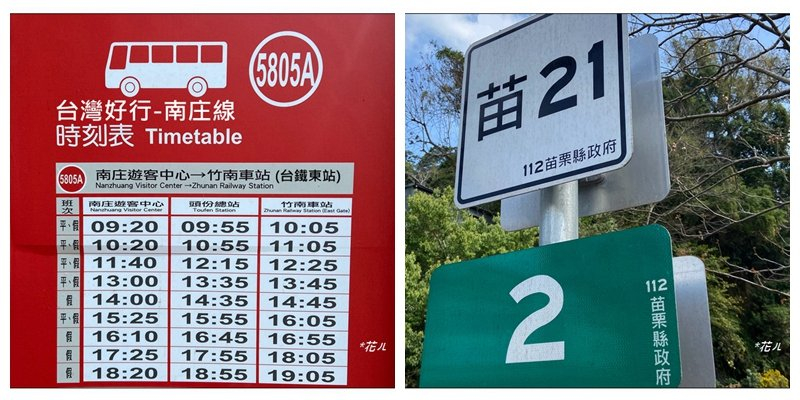 5805A
台灣好行-南庄線
時刻表 Timetable
5805A 南庄遊客中心→竹南車站 (台鐵東站)
Nanzhuang Visitor Center →Zhunan Railway Station
班次 南庄遊客中心 頭份總站 竹南車站
Nanzhuang Visitor Center Toufen Station Zhunan Railway Station (East Gate)
平、假 09:20 09:55 10:05
平、假 10:20 10:55 11:05
平、假 11:40 12:15 12:25
平、假 13:00 13:35 13:45
假 14:00 14:35 14:45
平、假 15:25 15:55 16:05
假 16:10 16:45 16:55
假 17:25 17:55 18:05
假 18:20 18:55 19:05
*花ル
苗 21
112苗栗縣政府
2
112苗栗縣政府
*花ル